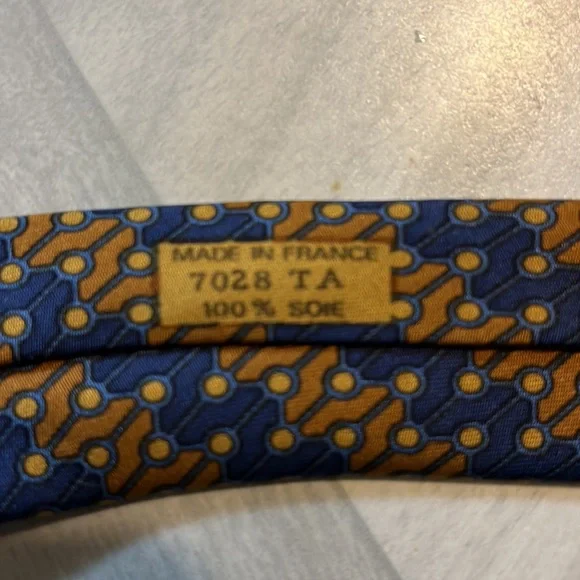 MADE IN FRANCE
7028 TA
100% SOIE